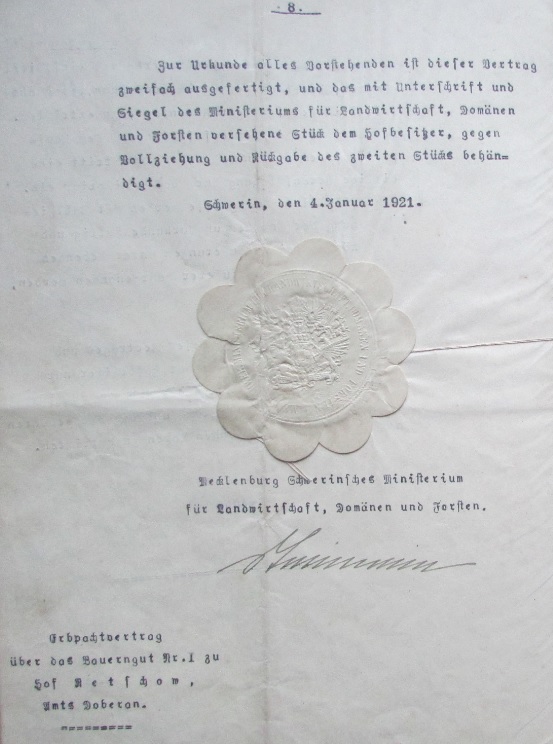 - 8. -
Zur Urkunde alles Vorstehenden ist dieser Vertrag
zweifach ausgefertigt, und das mit Unterschrift und
Siegel des Ministeriums für Landwirtschaft, Domänen
und Forsten versehene Stück dem Hofbesitzer, gegen
Vollziehung und Rückgabe des zweiten Stücks behän=
digt.
Schwerin, den 4.Januar 1921.
Mecklenburg Schwerinsches Ministerium
für Landwirtschaft, Domänen und Forsten.
Erbpachtvertrag
über das Bauerngut Nr.I zu
Hof Retschow,
Amts Doberan.